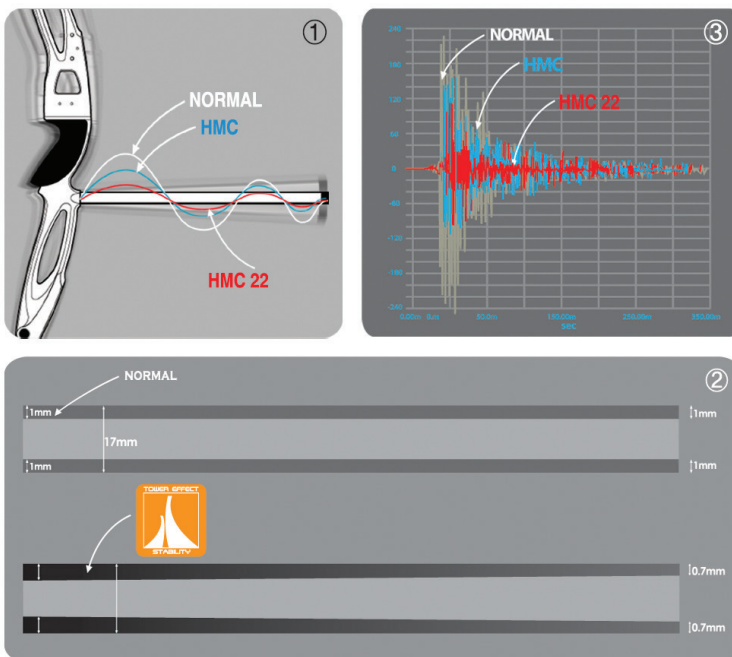 ①
NORMAL
HMC
HMC 22
③
NORMAL
HMC
HMC 22
240
180
120
60
0
-60
-120
-180
-240
0.00m
50.0m
150.00m
250.00m
350.00m
sec
②
NORMAL
1mm
1mm
17mm
1mm
1mm
TOWER EFFECT
STABILITY
0.7mm
0.7mm